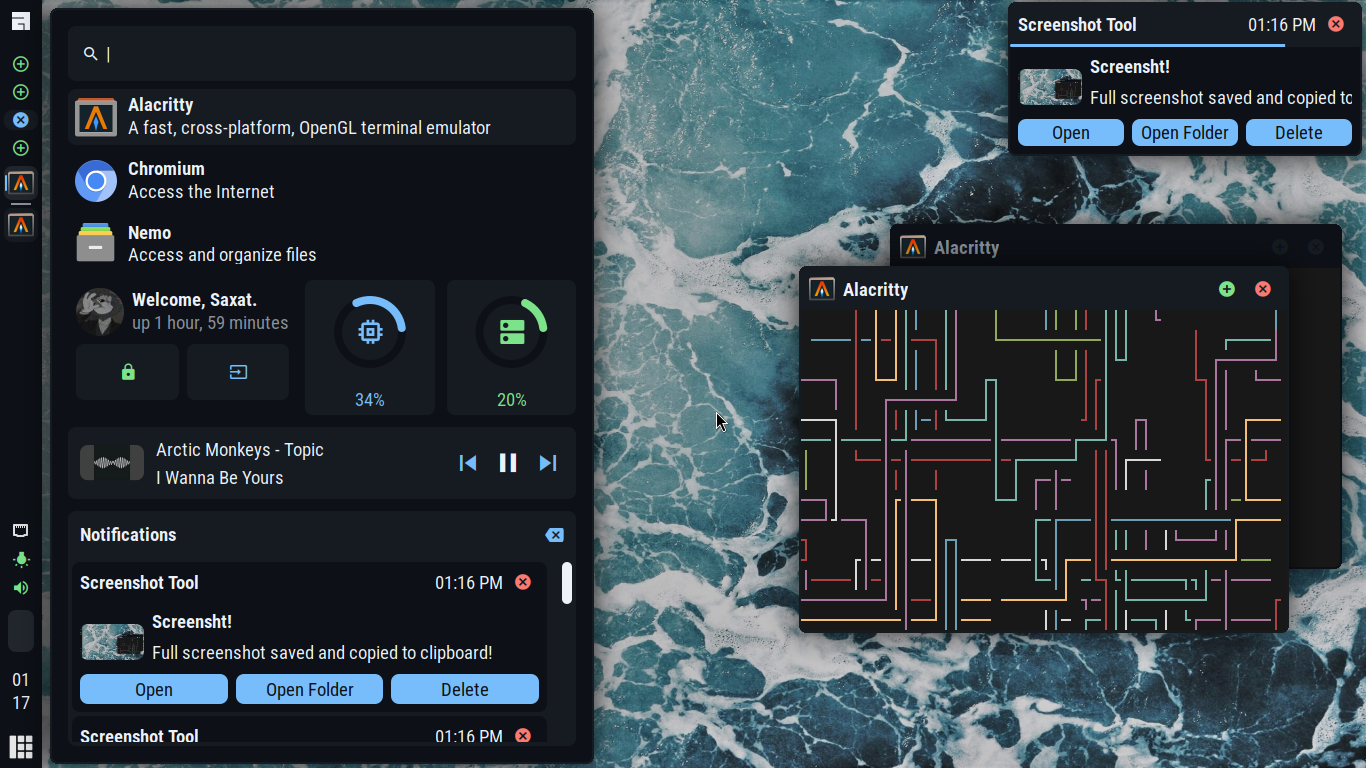 Alacritty
A fast, cross-platform, OpenGL terminal emulator
Chromium
Access the Internet
Nemo
Access and organize files
Welcome, Saxat.
up 1 hour, 59 minutes
34%
20%
Arctic Monkeys - Topic
I Wanna Be Yours
Notifications
Screenshot Tool 01:16 PM
Screensht!
Full screenshot saved and copied to clipboard!
Open Open Folder Delete
Screenshot Tool 01:16 PM
01
17
Screenshot Tool 01:16 PM
Screensht!
Full screenshot saved and copied to
Open Open Folder Delete
Alacritty
Alacritty